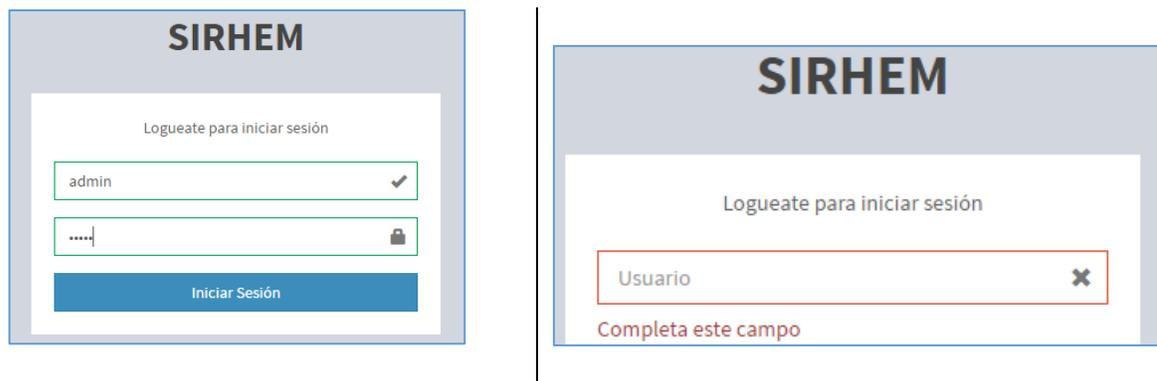 SIRHEM
Logueate para iniciar sesión
admin
•••••
Iniciar Sesión
SIRHEM
Logueate para iniciar sesión
Usuario
Completa este campo